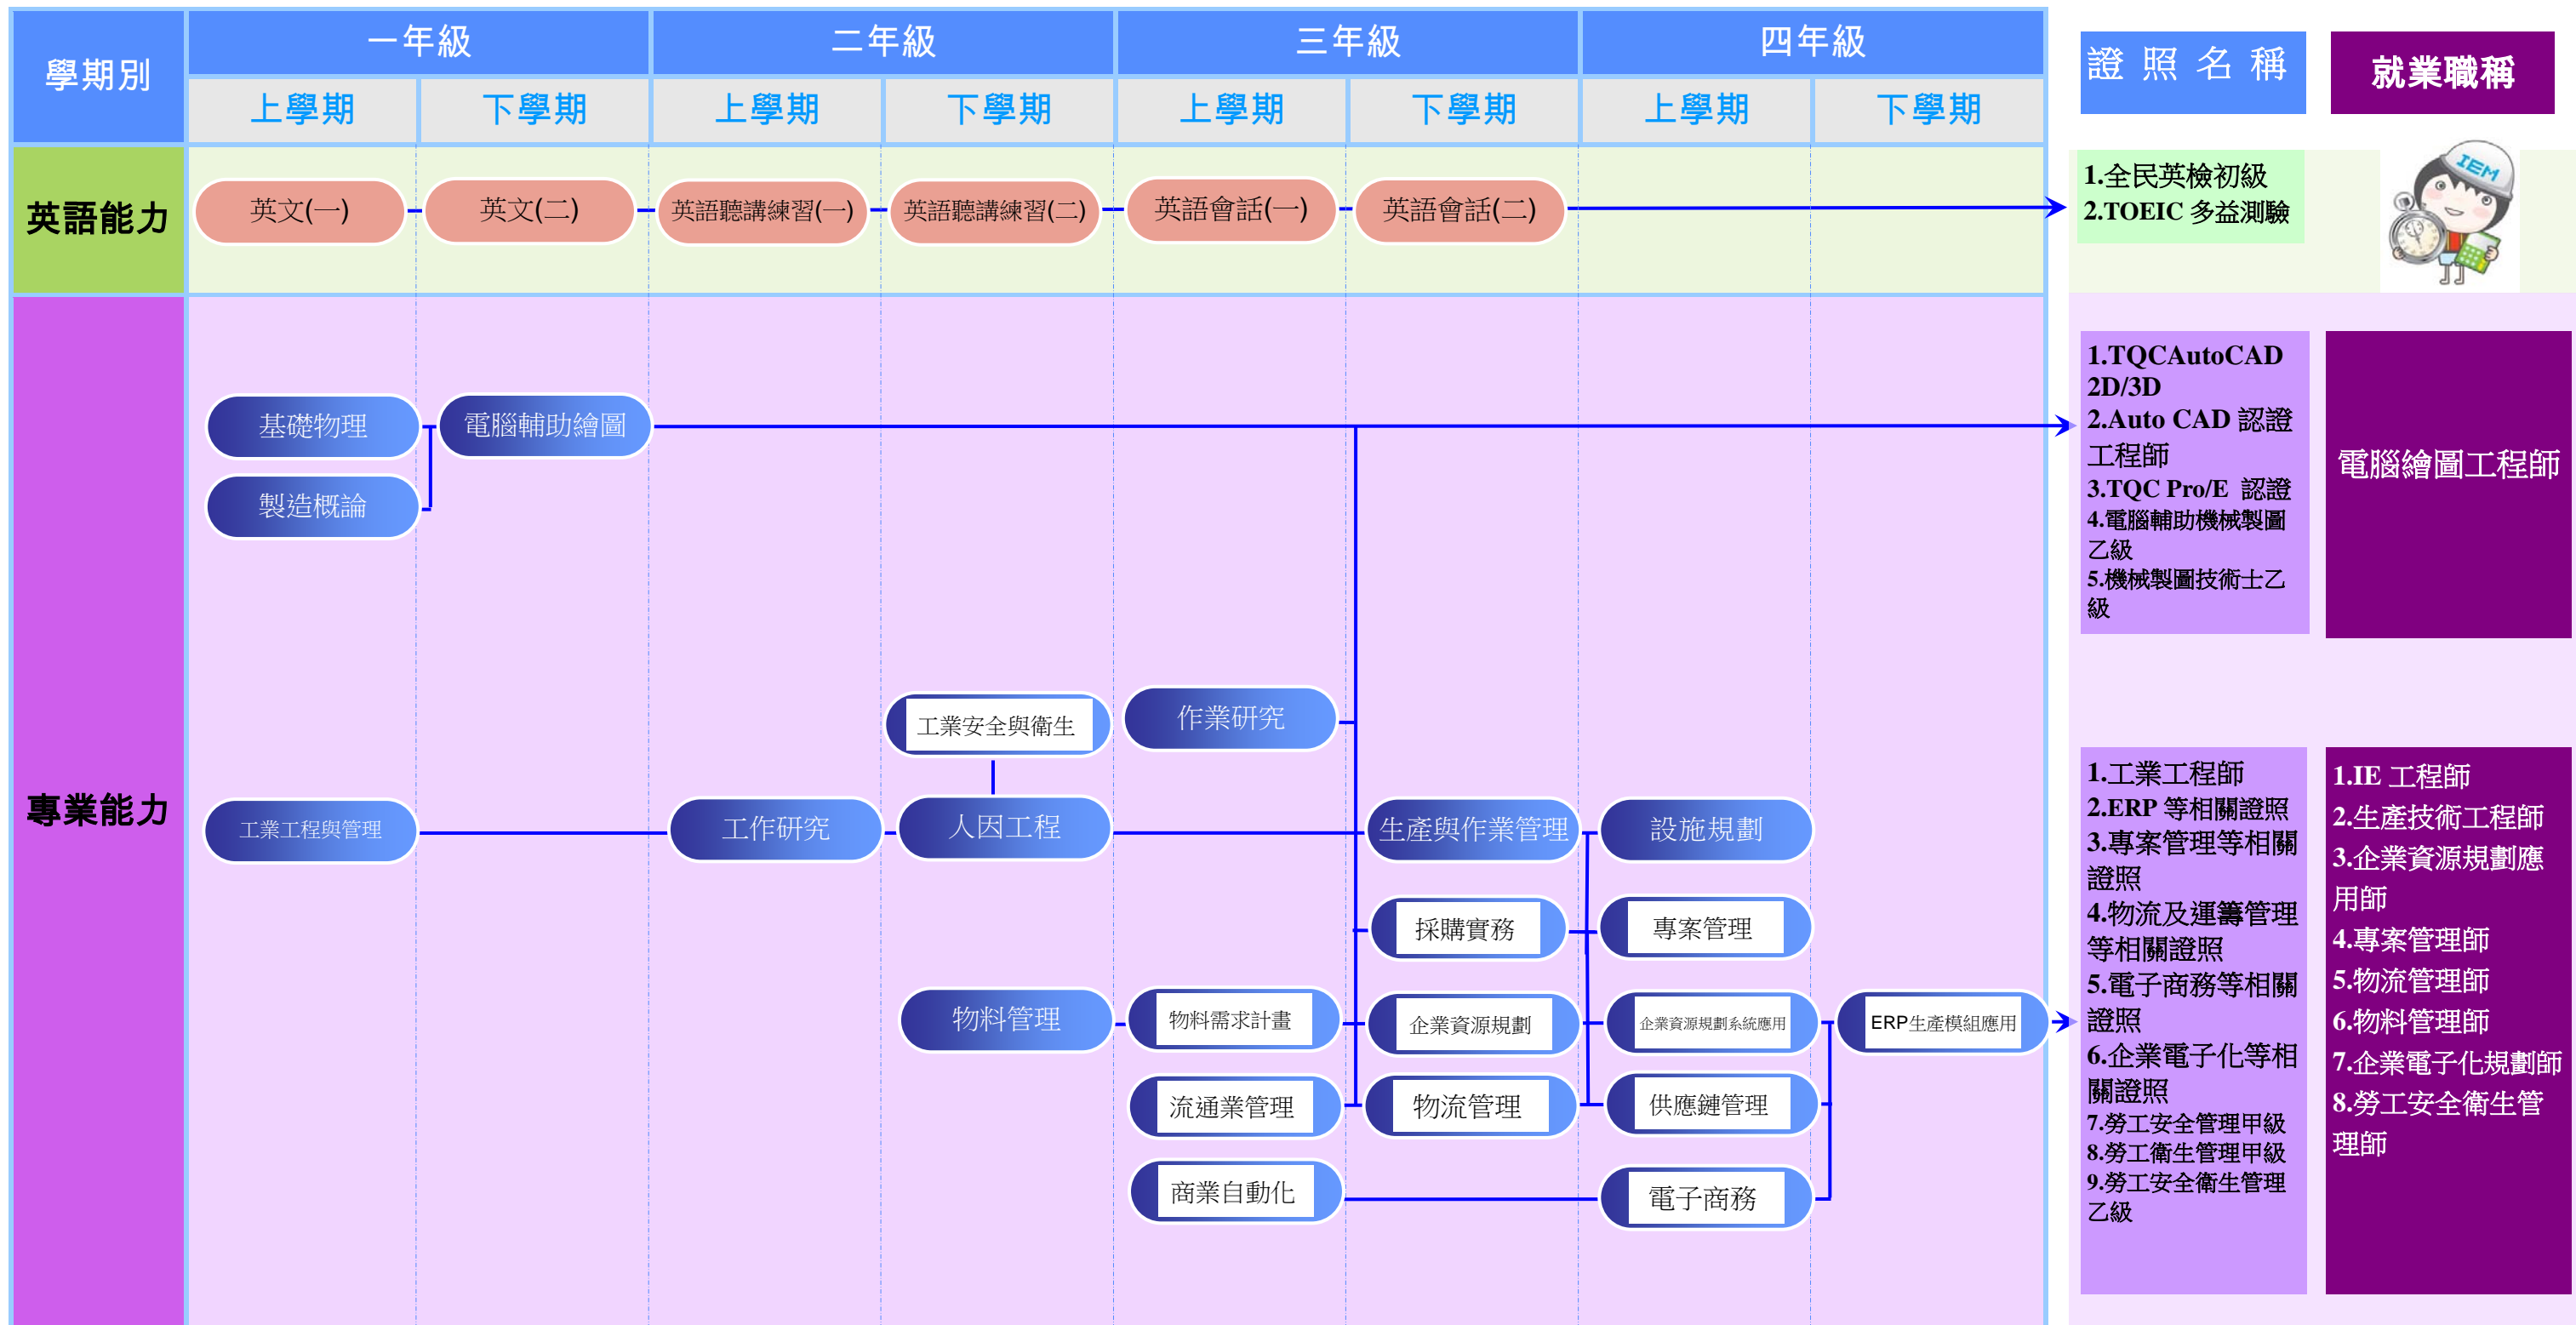 學期別
一年級
二年級
三年級
四年級
證照名稱
就業職稱
上學期
下學期
上學期
下學期
上學期
下學期
上學期
下學期
英語能力
英文(一)
英文(二)
英語聽講練習(一)
英語聽講練習(二)
英語會話(一)
英語會話(二)
1.全民英檢初級
2.TOEIC 多益測驗
IEM
專業能力
基礎物理
電腦輔助繪圖
製造概論
1.TQCAutoCAD
2D/3D
2.Auto CAD 認證
工程師
3.TQC Pro/E 認證
4.電腦輔助機械製圖
乙級
5.機械製圖技術士乙
級
電腦繪圖工程師
工業安全與衛生
作業研究
工業工程與管理
工作研究
人因工程
生產與作業管理
設施規劃
採購實務
專案管理
物料管理
物料需求計畫
企業資源規劃
企業資源規劃系統應用
ERP生產模組應用
流通業管理
物流管理
供應鏈管理
商業自動化
電子商務
1.工業工程師
2.ERP 等相關證照
3.專案管理等相關
證照
4.物流及運籌管理
等相關證照
5.電子商務等相關
證照
6.企業電子化等相
關證照
7.勞工安全管理甲級
8.勞工衛生管理甲級
9.勞工安全衛生管理
乙級
1.IE 工程師
2.生產技術工程師
3.企業資源規劃應
用師
4.專案管理師
5.物流管理師
6.物料管理師
7.企業電子化規劃師
8.勞工安全衛生管
理師